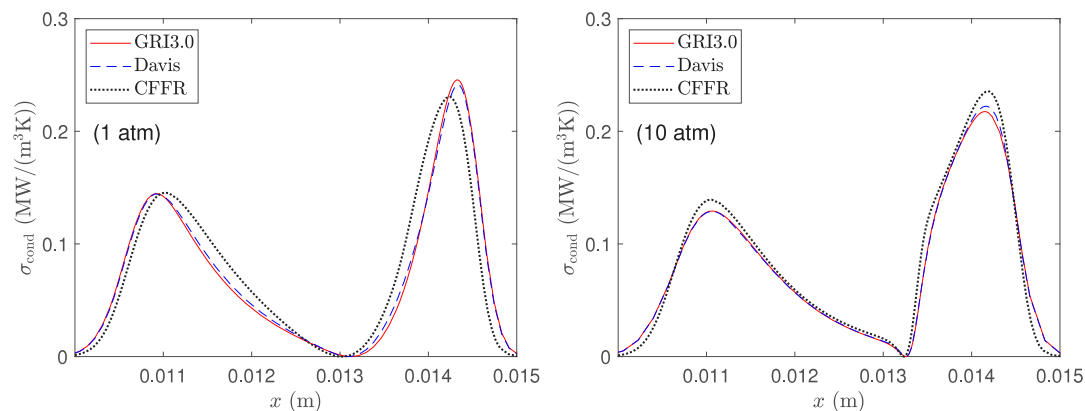 0.3
0.2
0.1
0
σcond (MW/(m³K))
GRI3.0
Davis
CFFR
(1 atm)
0.011 0.012 0.013 0.014 0.015
x (m)
0.3
0.2
0.1
0
σcond (MW/(m³K))
GRI3.0
Davis
CFFR
(10 atm)
0.011 0.012 0.013 0.014 0.015
x (m)